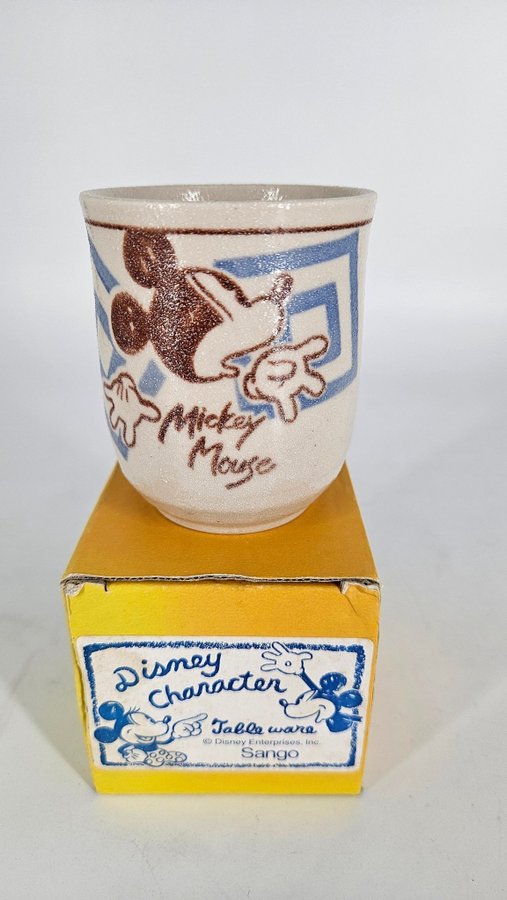 Mickey
Mouse
Disney
Character
Table ware
© Disney Enterprises, Inc.
Sango